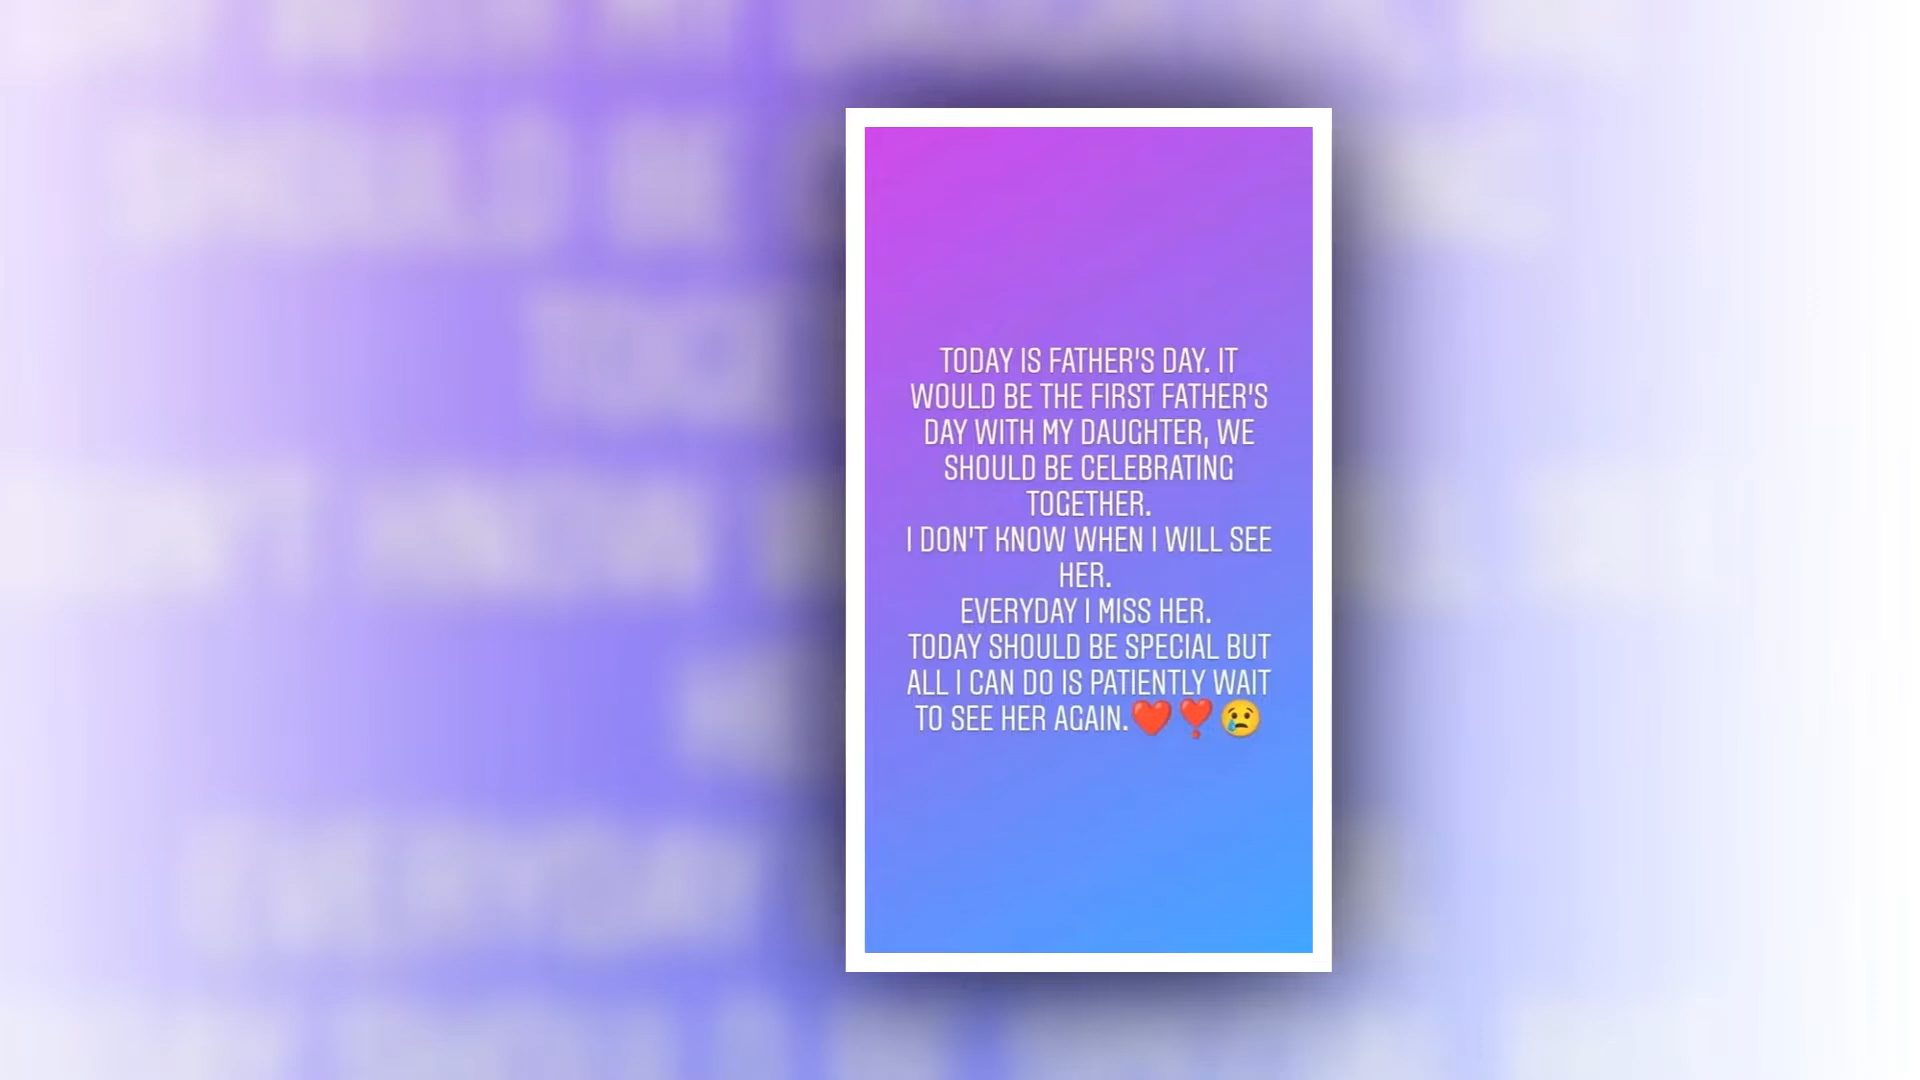 TODAY IS FATHER'S DAY. IT
WOULD BE THE FIRST FATHER'S
DAY WITH MY DAUGHTER, WE
SHOULD BE CELEBRATING
TOGETHER.
I DON'T KNOW WHEN I WILL SEE
HER.
EVERYDAY I MISS HER.
TODAY SHOULD BE SPECIAL BUT
ALL I CAN DO IS PATIENTLY WAIT
TO SEE HER AGAIN.❤️❣️😢